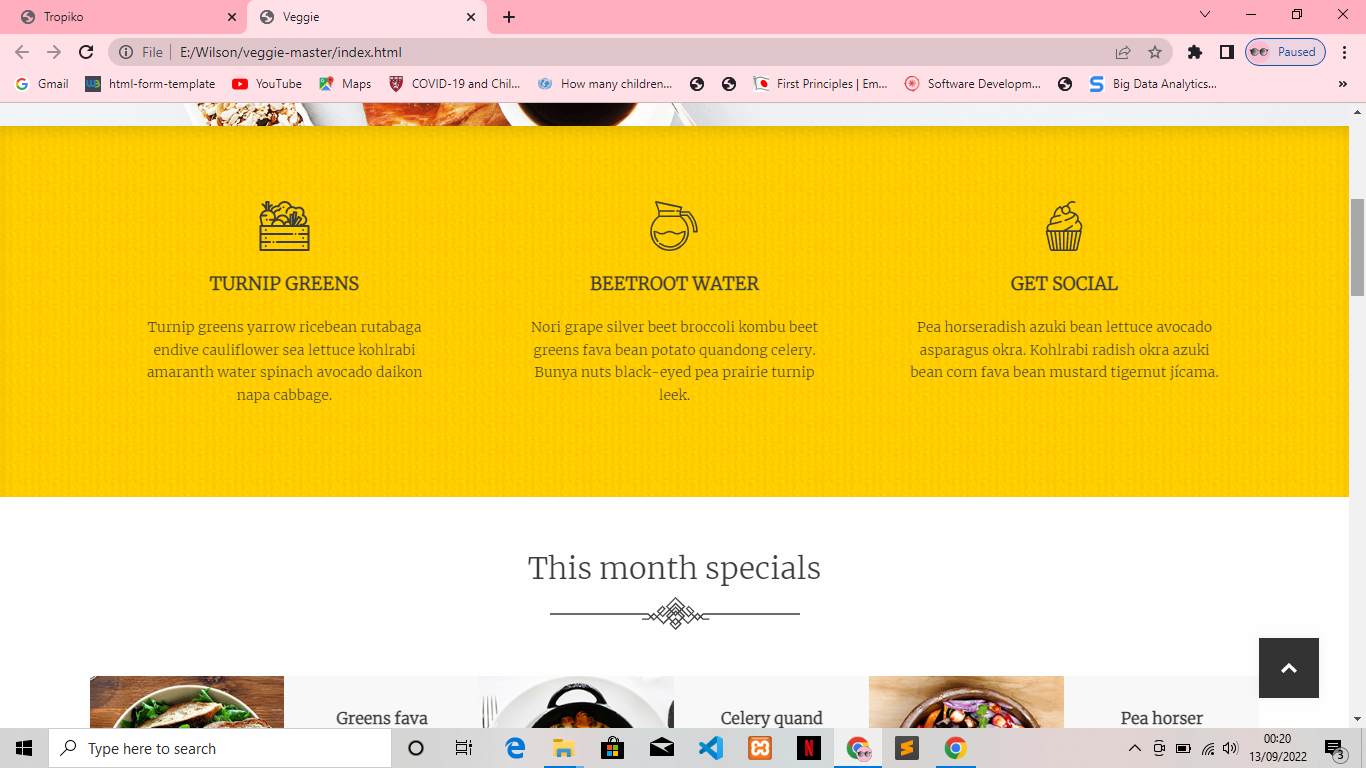 Tropiko
Veggie
File
E:/Wilson/veggie-master/index.html
Paused
Gmail
html-form-template
YouTube
Maps
COVID-19 and Chil...
How many children...
First Principles | Em...
Software Developm...
Big Data Analytics...
»
TURNIP GREENS
Turnip greens yarrow ricebean rutabaga
endive cauliflower sea lettuce kohlrabi
amaranth water spinach avocado daikon
napa cabbage.
BEETROOT WATER
Nori grape silver beet broccoli kombu beet
greens fava bean potato quandong celery.
Bunya nuts black-eyed pea prairie turnip
leek.
GET SOCIAL
Pea horseradish azuki bean lettuce avocado
asparagus okra. Kohlrabi radish okra azuki
bean corn fava bean mustard tigernut jícama.
This month specials
Greens fava
Celery quand
Pea horser
Type here to search
00:20
13/09/2022
3